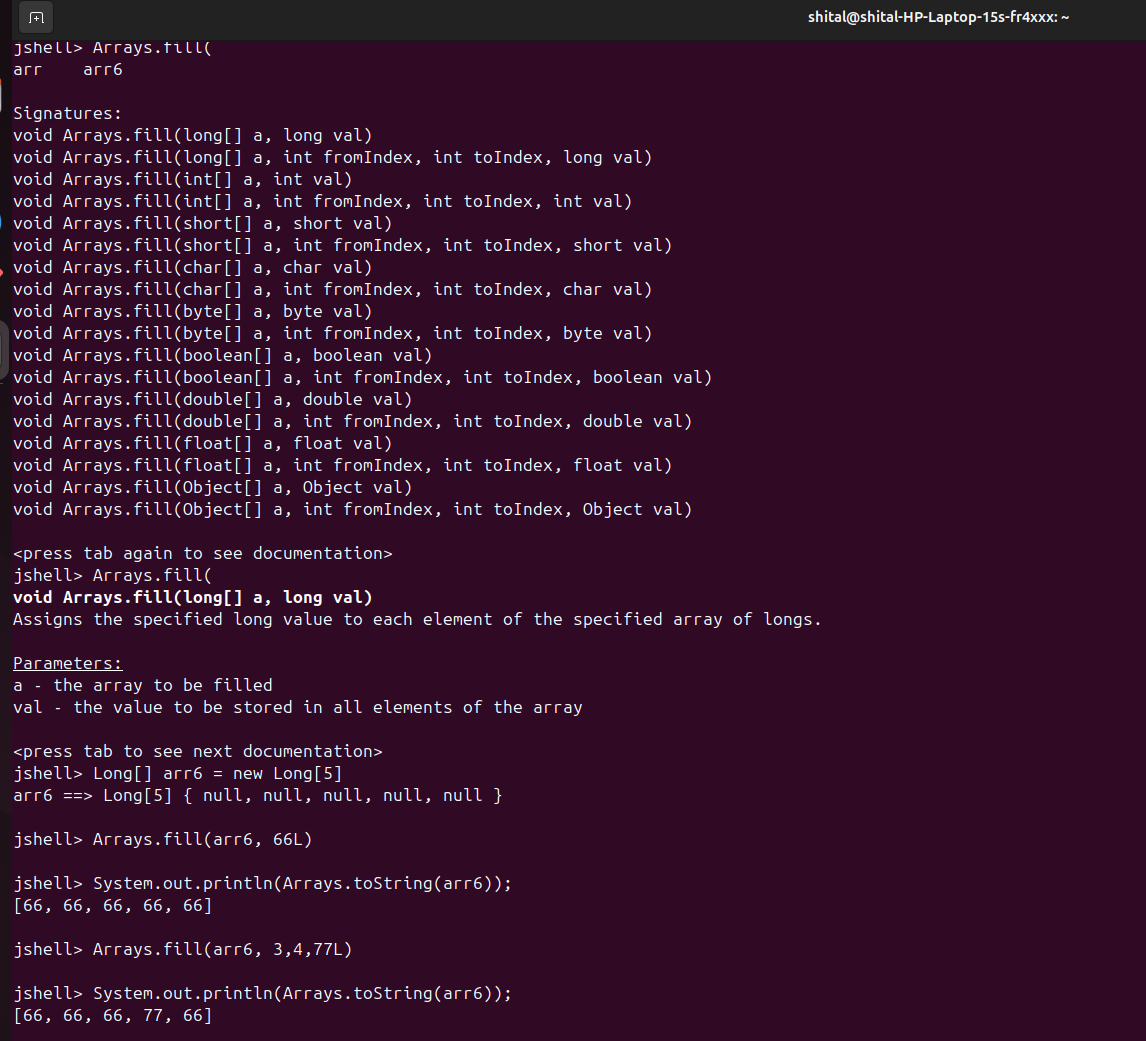 shital@shital-HP-Laptop-15s-fr4xxx: ~
jshell> Arrays.fill(
arr    arr6
Signatures:
void Arrays.fill(long[] a, long val)
void Arrays.fill(long[] a, int fromIndex, int toIndex, long val)
void Arrays.fill(int[] a, int val)
void Arrays.fill(int[] a, int fromIndex, int toIndex, int val)
void Arrays.fill(short[] a, short val)
void Arrays.fill(short[] a, int fromIndex, int toIndex, short val)
void Arrays.fill(char[] a, char val)
void Arrays.fill(char[] a, int fromIndex, int toIndex, char val)
void Arrays.fill(byte[] a, byte val)
void Arrays.fill(byte[] a, int fromIndex, int toIndex, byte val)
void Arrays.fill(boolean[] a, boolean val)
void Arrays.fill(boolean[] a, int fromIndex, int toIndex, boolean val)
void Arrays.fill(double[] a, double val)
void Arrays.fill(double[] a, int fromIndex, int toIndex, double val)
void Arrays.fill(float[] a, float val)
void Arrays.fill(float[] a, int fromIndex, int toIndex, float val)
void Arrays.fill(Object[] a, Object val)
void Arrays.fill(Object[] a, int fromIndex, int toIndex, Object val)
<press tab again to see documentation>
jshell> Arrays.fill(
void Arrays.fill(long[] a, long val)
Assigns the specified long value to each element of the specified array of longs.
Parameters:
a - the array to be filled
val - the value to be stored in all elements of the array
<press tab to see next documentation>
jshell> Long[] arr6 = new Long[5]
arr6 ==> Long[5] { null, null, null, null, null }
jshell> Arrays.fill(arr6, 66L)
jshell> System.out.println(Arrays.toString(arr6));
[66, 66, 66, 66, 66]
jshell> Arrays.fill(arr6, 3,4,77L)
jshell> System.out.println(Arrays.toString(arr6));
[66, 66, 66, 77, 66]